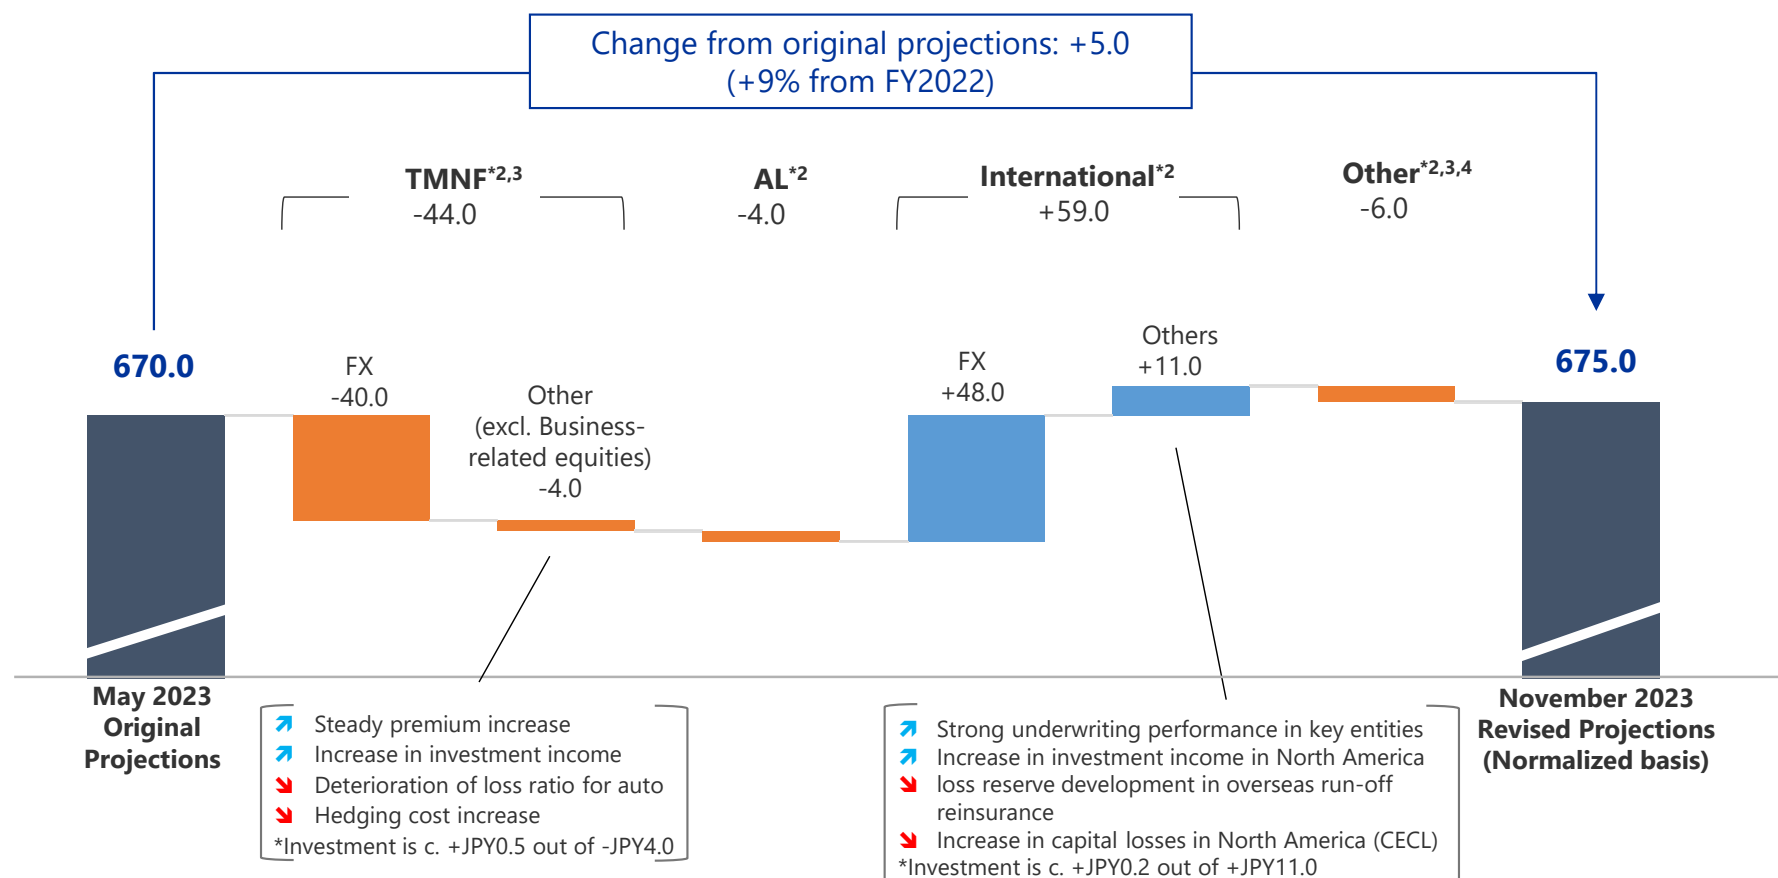 Change from original projections: +5.0
(+9% from FY2022)
TMNF*2,3
-44.0
AL*2
-4.0
International*2
+59.0
Other*2,3,4
-6.0
670.0
FX
-40.0
Other
(excl. Business-
related equities)
-4.0
FX
+48.0
Others
+11.0
675.0
May 2023
Original
Projections
Steady premium increase
Increase in investment income
Deterioration of loss ratio for auto
Hedging cost increase
*Investment is c. +JPY0.5 out of -JPY4.0
Strong underwriting performance in key entities
Increase in investment income in North America
loss reserve development in overseas run-off
reinsurance
Increase in capital losses in North America (CECL)
*Investment is c. +JPY0.2 out of +JPY11.0
November 2023
Revised Projections
(Normalized basis)